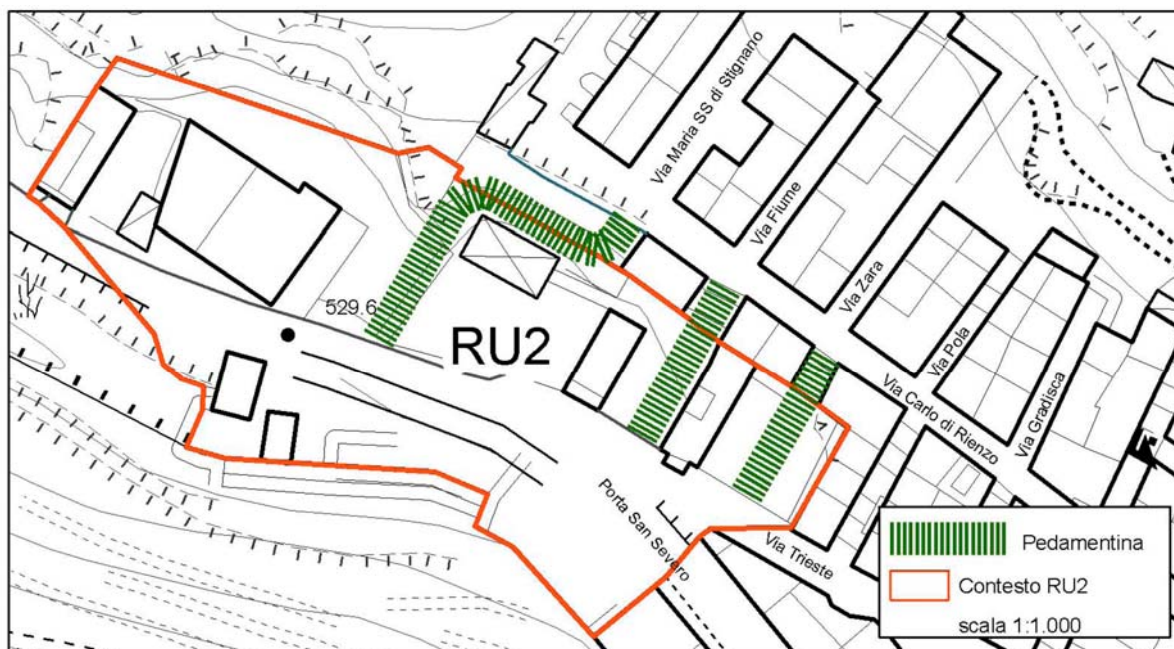 Via Maria SS di Stignano
Via Fiume
Via Zara
Via Pola
Via Gradisca
Via Carlo di Rienzo
529.6
RU2
Porta San Severo
Via Trieste
Pedamentina
Contesto RU2
scala 1:1.000